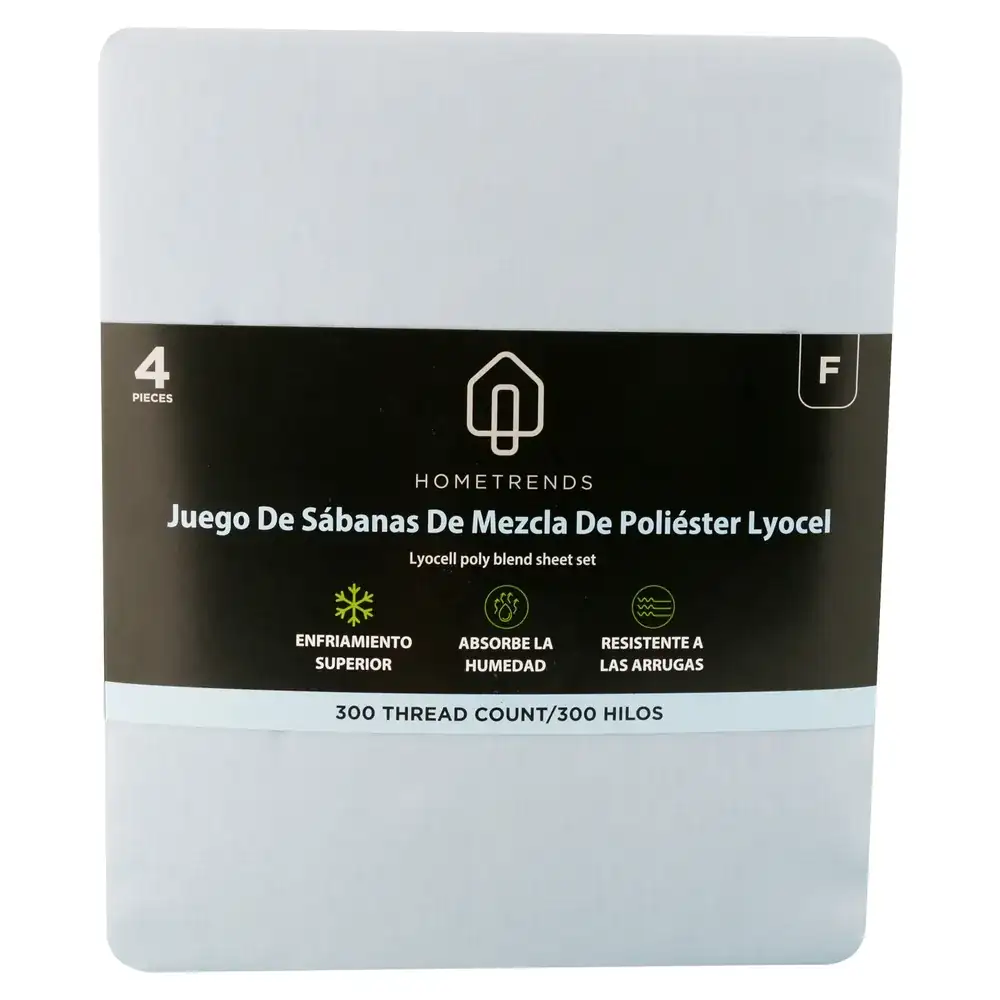 4
PIECES
F
HOMETRENDS
Juego De Sábanas De Mezcla De Poliéster Lyocel
Lyocell poly blend sheet set
ENFRIAMIENTO
SUPERIOR
ABSORBE LA
HUMEDAD
RESISTENTE A
LAS ARRUGAS
300 THREAD COUNT/300 HILOS